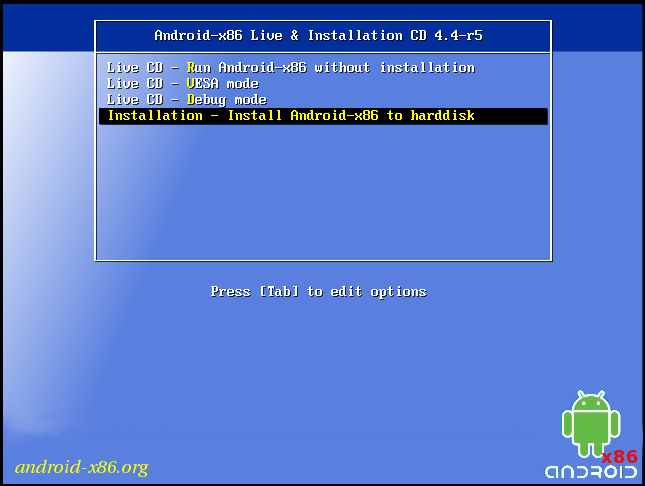 Android-x86 Live & Installation CD 4.4-r5
Live CD - Run Android-x86 without installation
Live CD - VESA mode
Live CD - Debug mode
Installation - Install Android-x86 to harddisk
Press [Tab] to edit options
android-x86.org
x86
ANDROID